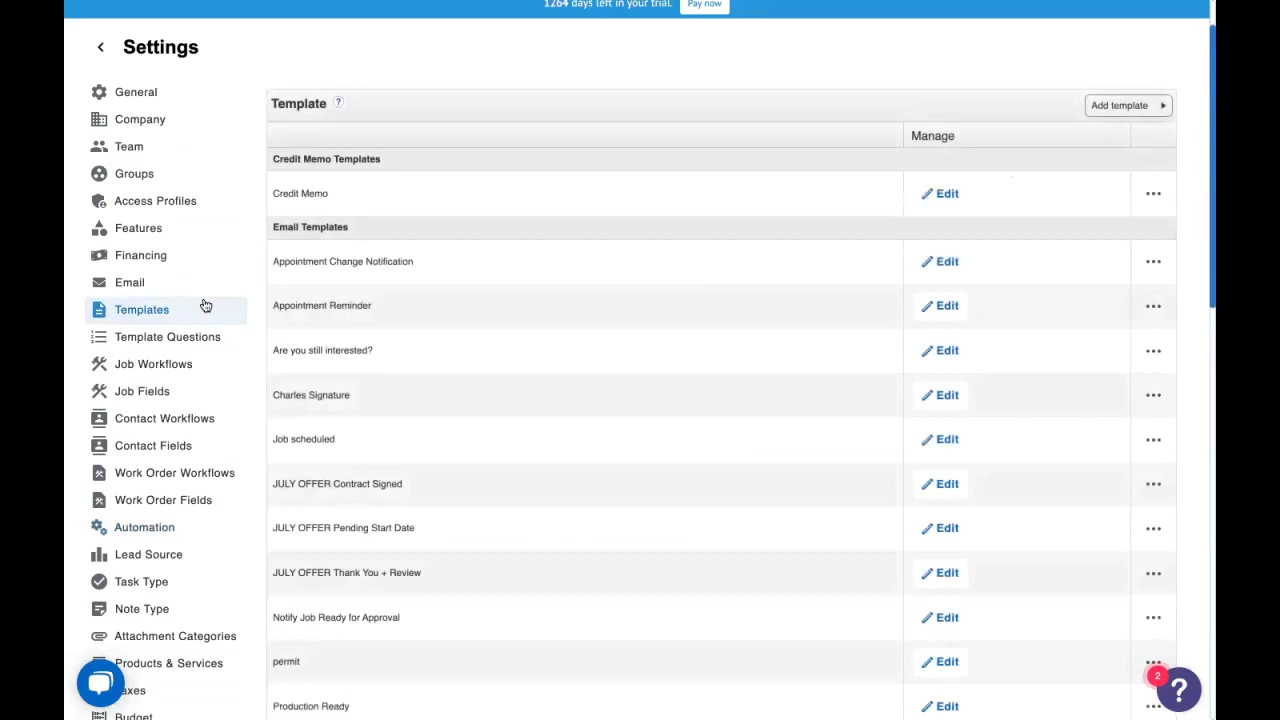 1264 days left in your trial. Pay now
Settings
General
Company
Team
Groups
Access Profiles
Features
Financing
Email
Templates
Template Questions
Job Workflows
Job Fields
Contact Workflows
Contact Fields
Work Order Workflows
Work Order Fields
Automation
Lead Source
Task Type
Note Type
Attachment Categories
Products & Services
axes
Budget
Template ?
Add template
Manage
Credit Memo Templates
Credit Memo Edit
Email Templates
Appointment Change Notification Edit
Appointment Reminder Edit
Are you still interested? Edit
Charles Signature Edit
Job scheduled Edit
JULY OFFER Contract Signed Edit
JULY OFFER Pending Start Date Edit
JULY OFFER Thank You + Review Edit
Notify Job Ready for Approval Edit
permit Edit
Production Ready Edit
2
?